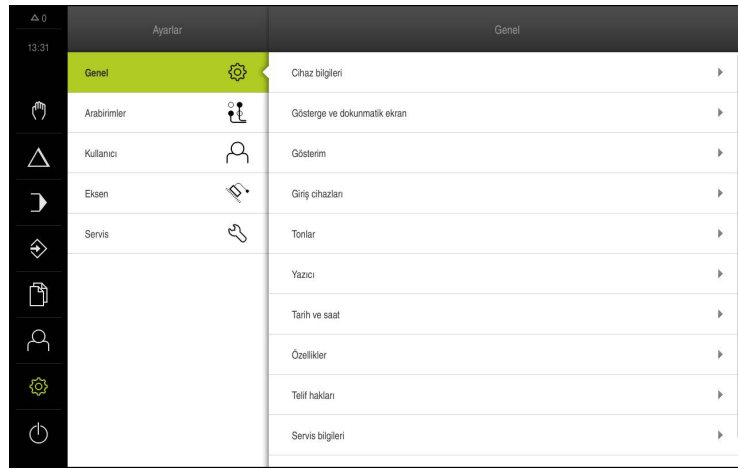 0
13:31
Ayarlar
Genel
Genel
Arabirimler
Kullanıcı
Eksen
Servis
Cihaz bilgileri
Gösterge ve dokunmatik ekran
Gösterim
Giriş cihazları
Tonlar
Yazıcı
Tarih ve saat
Özellikler
Telif hakları
Servis bilgileri